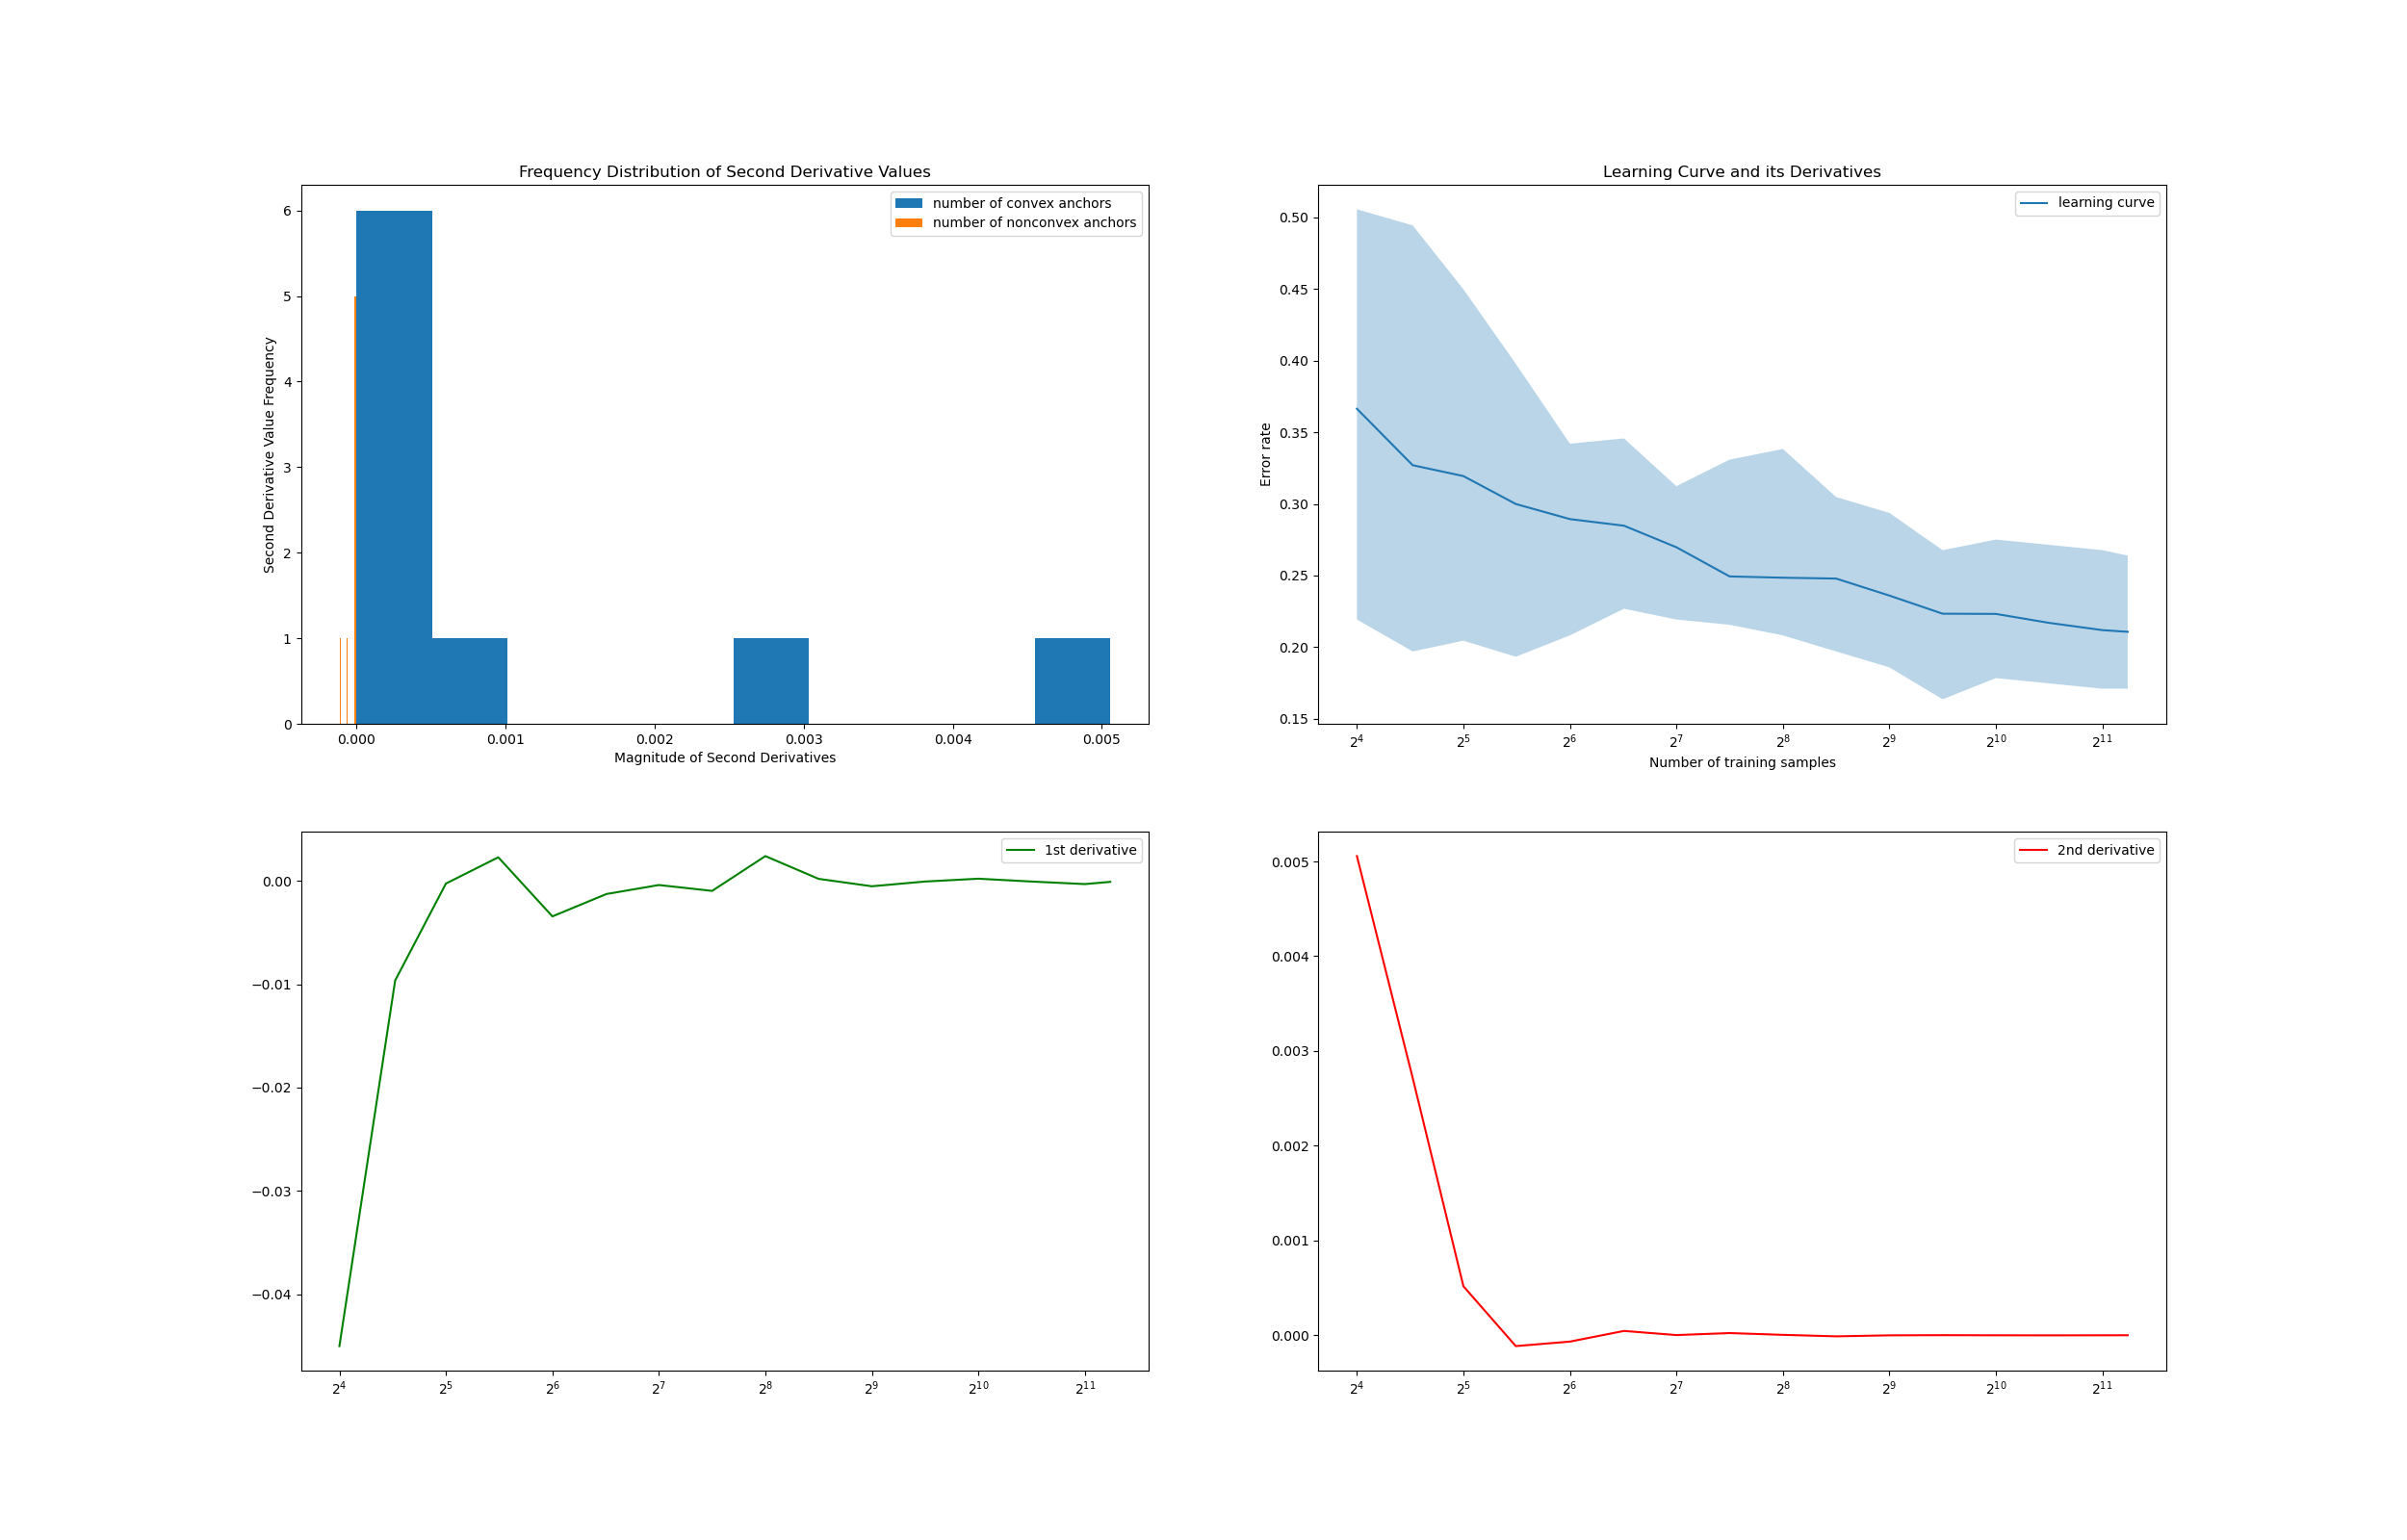 Frequency Distribution of Second Derivative Values
number of convex anchors
number of nonconvex anchors
Second Derivative Value Frequency
6
5
4
3
2
1
0
0.000 0.001 0.002 0.003 0.004 0.005
Magnitude of Second Derivatives
Learning Curve and its Derivatives
learning curve
Error rate
0.50
0.45
0.40
0.35
0.30
0.25
0.20
0.15
2⁴ 2⁵ 2⁶ 2⁷ 2⁸ 2⁹ 2¹⁰ 2¹¹
Number of training samples
1st derivative
0.00
−0.01
−0.02
−0.03
−0.04
2⁴ 2⁵ 2⁶ 2⁷ 2⁸ 2⁹ 2¹⁰ 2¹¹
2nd derivative
0.005
0.004
0.003
0.002
0.001
0.000
2⁴ 2⁵ 2⁶ 2⁷ 2⁸ 2⁹ 2¹⁰ 2¹¹